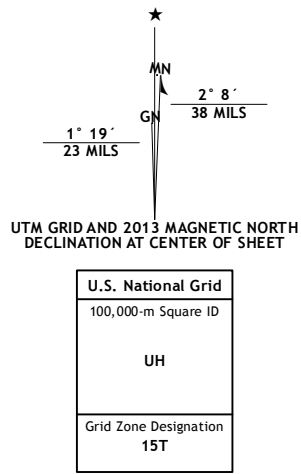 MN
GN
2° 8´
38 MILS
1° 19´
23 MILS
UTM GRID AND 2013 MAGNETIC NORTH
DECLINATION AT CENTER OF SHEET
U.S. National Grid
100,000-m Square ID
UH
Grid Zone Designation
15T